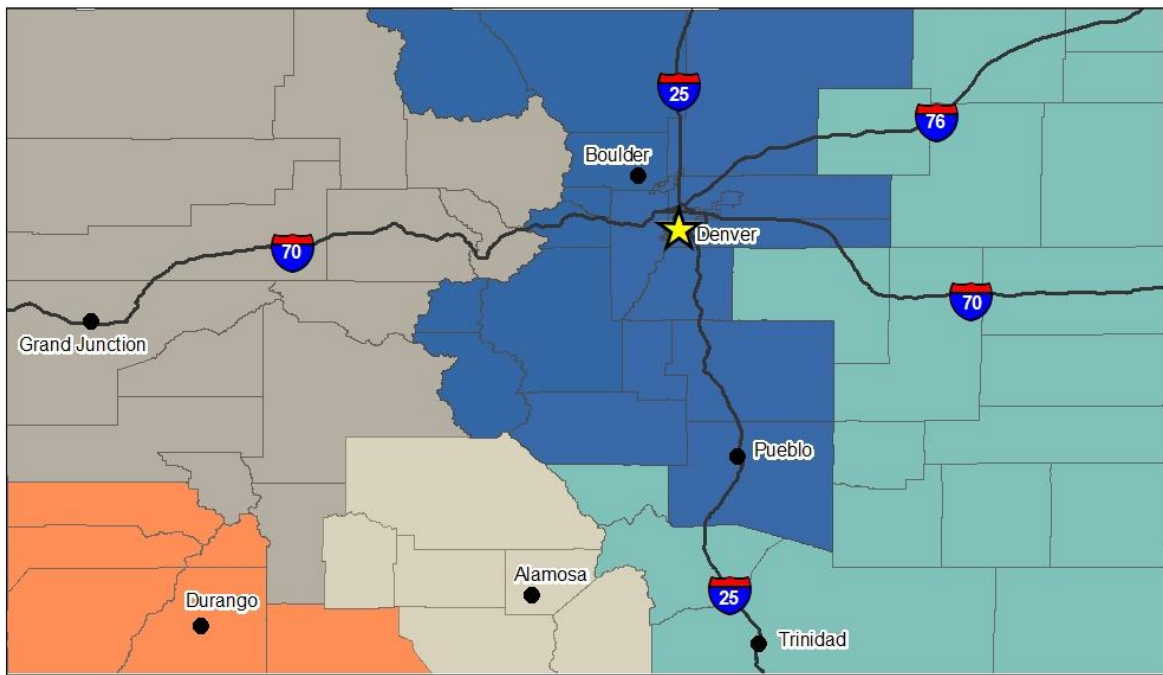 25
76
Boulder
Denver
70
70
Grand Junction
Pueblo
Alamosa
Durango
25
Trinidad